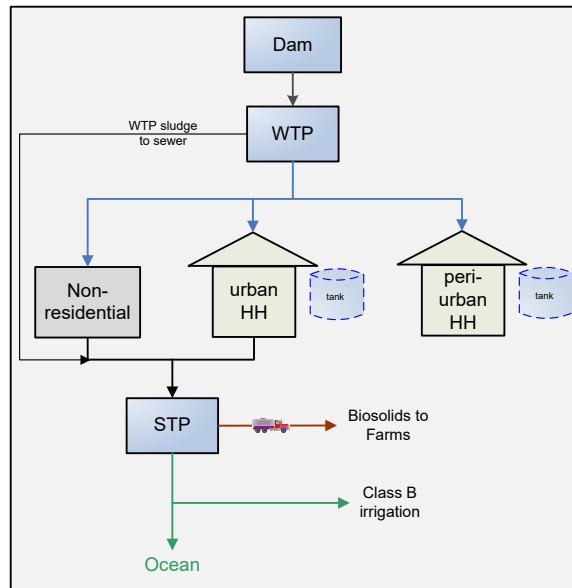 Dam
WTP sludge
to sewer
WTP
Non-
residential
urban
HH
tank
peri-
urban
HH
tank
STP
Biosolids to
Farms
Class B
irrigation
Ocean